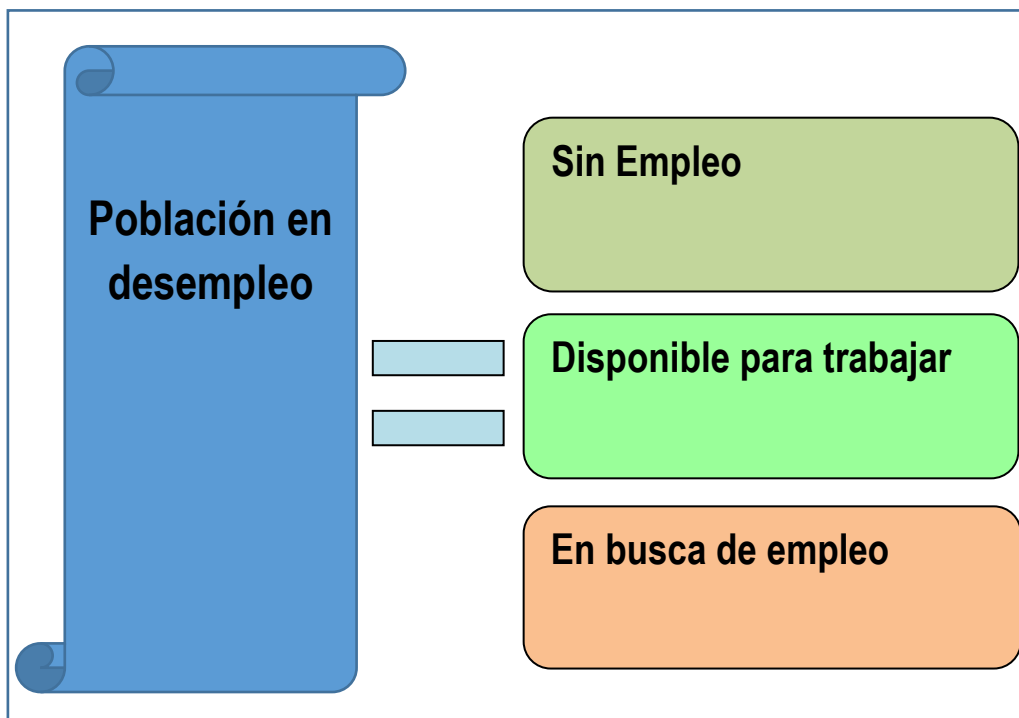 Población en
desempleo
Sin Empleo
Disponible para trabajar
En busca de empleo